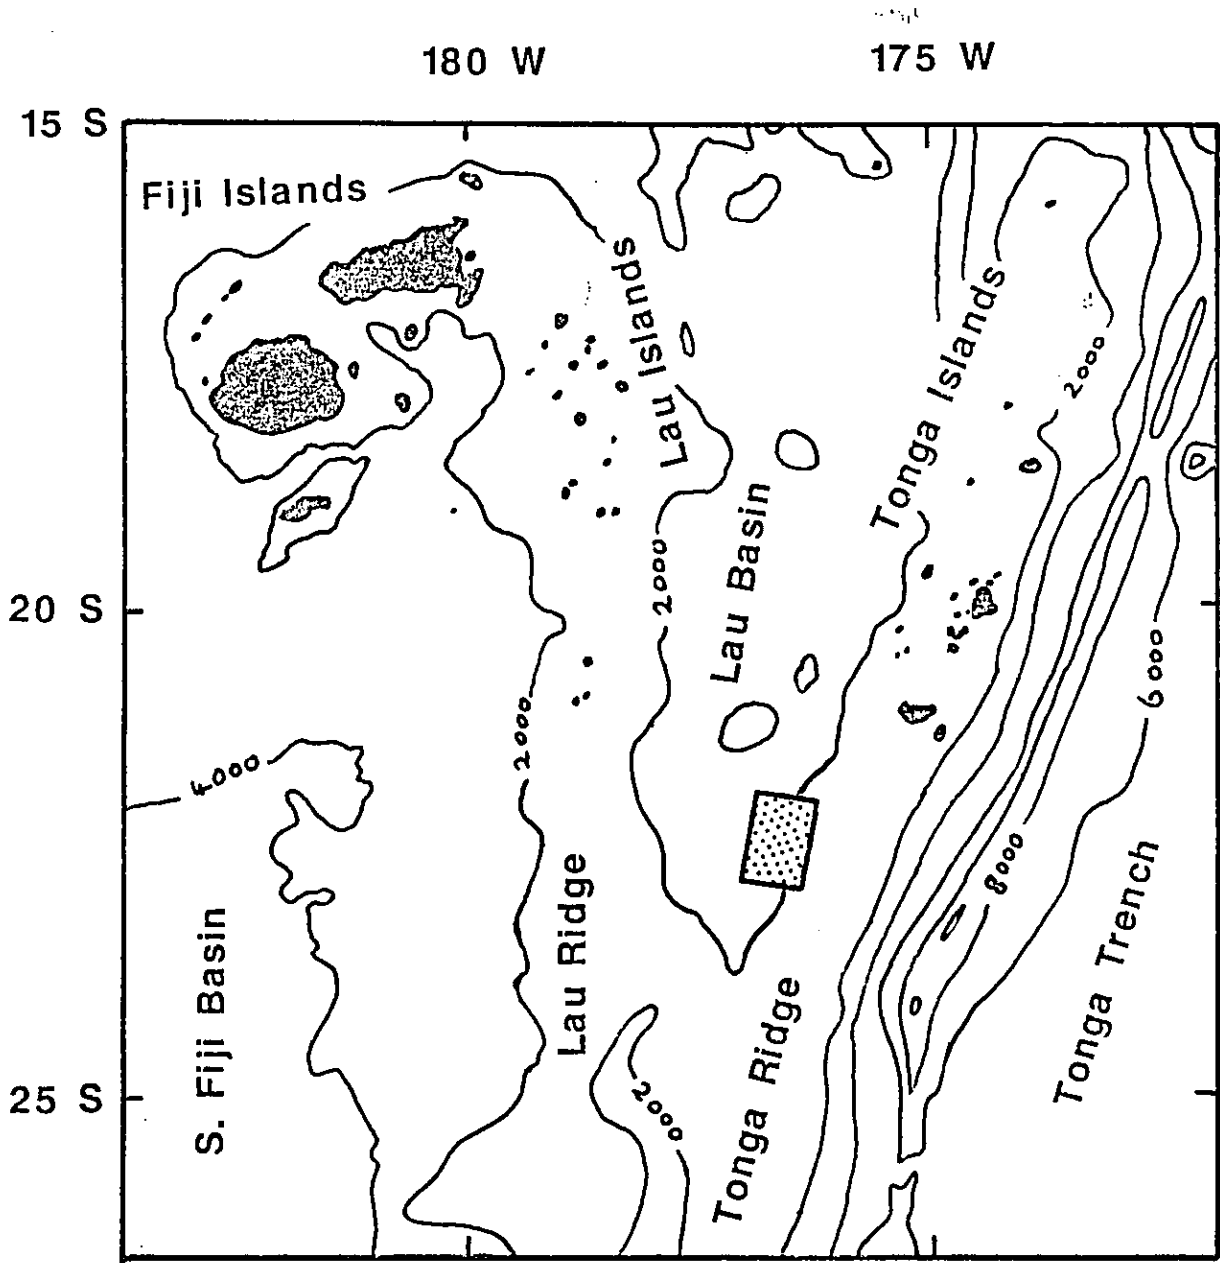 180 W
175 W
15 S
Fiji Islands
Lau Islands
Tonga Islands
2000
Lau Basin
2000
20 S
6000
2000
4000
8000
Lau Ridge
S. Fiji Basin
Tonga Trench
Tonga Ridge
2000
25 S